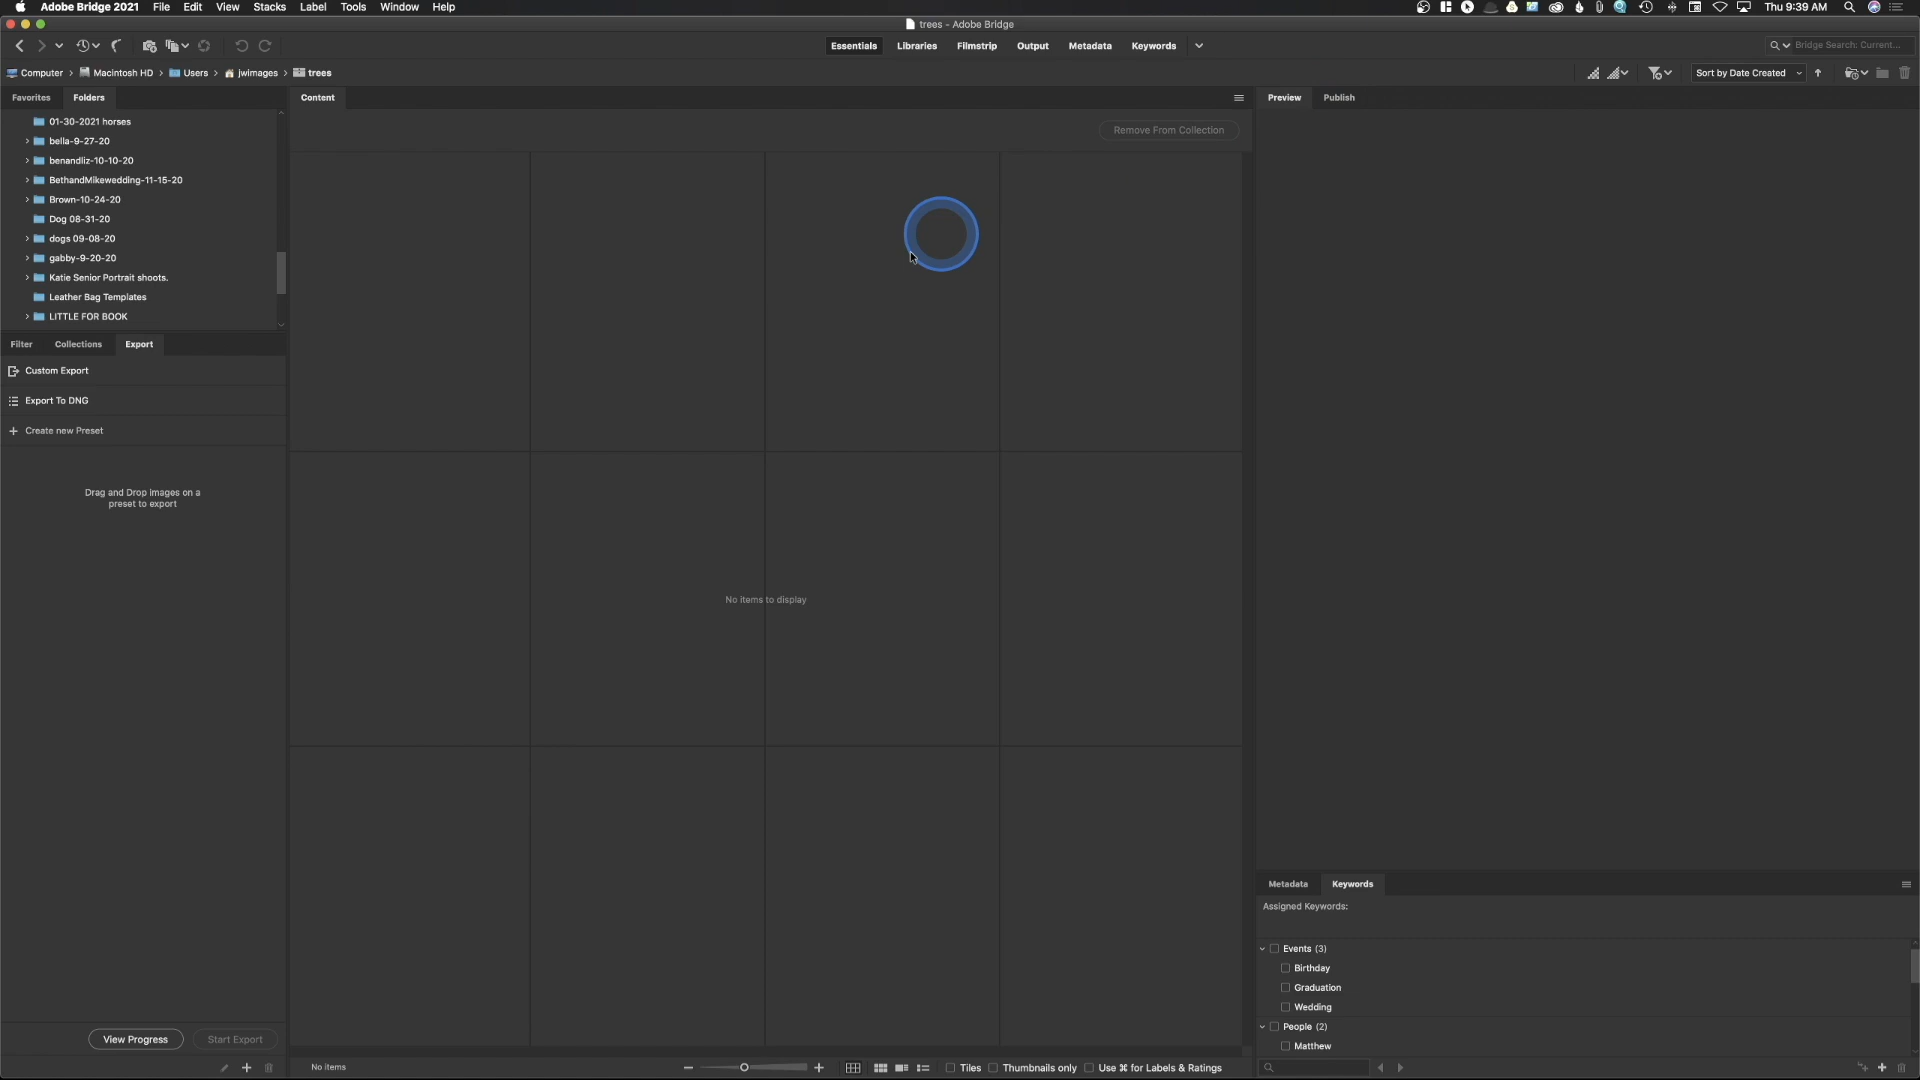 Adobe Bridge 2021 File Edit View Stacks Label Tools Window Help Thu 9:39 AM
trees - Adobe Bridge
Essentials Libraries Filmstrip Output Metadata Keywords Bridge Search: Current...
Computer › Macintosh HD › Users › jwimages › trees Sort by Date Created
Favorites Folders
01-30-2021 horses
bella-9-27-20
benandliz-10-10-20
BethandMikewedding-11-15-20
Brown-10-24-20
Dog 08-31-20
dogs 09-08-20
gabby-9-20-20
Katie Senior Portrait shoots.
Leather Bag Templates
LITTLE FOR BOOK
Filter Collections Export
Custom Export
Export To DNG
Create new Preset
Drag and Drop images on a
preset to export
View Progress Start Export
Content
Remove From Collection
No items to display
No items Tiles Thumbnails only Use ⌘ for Labels & Ratings
Preview Publish
Metadata Keywords
Assigned Keywords:
Events (3)
Birthday
Graduation
Wedding
People (2)
Matthew